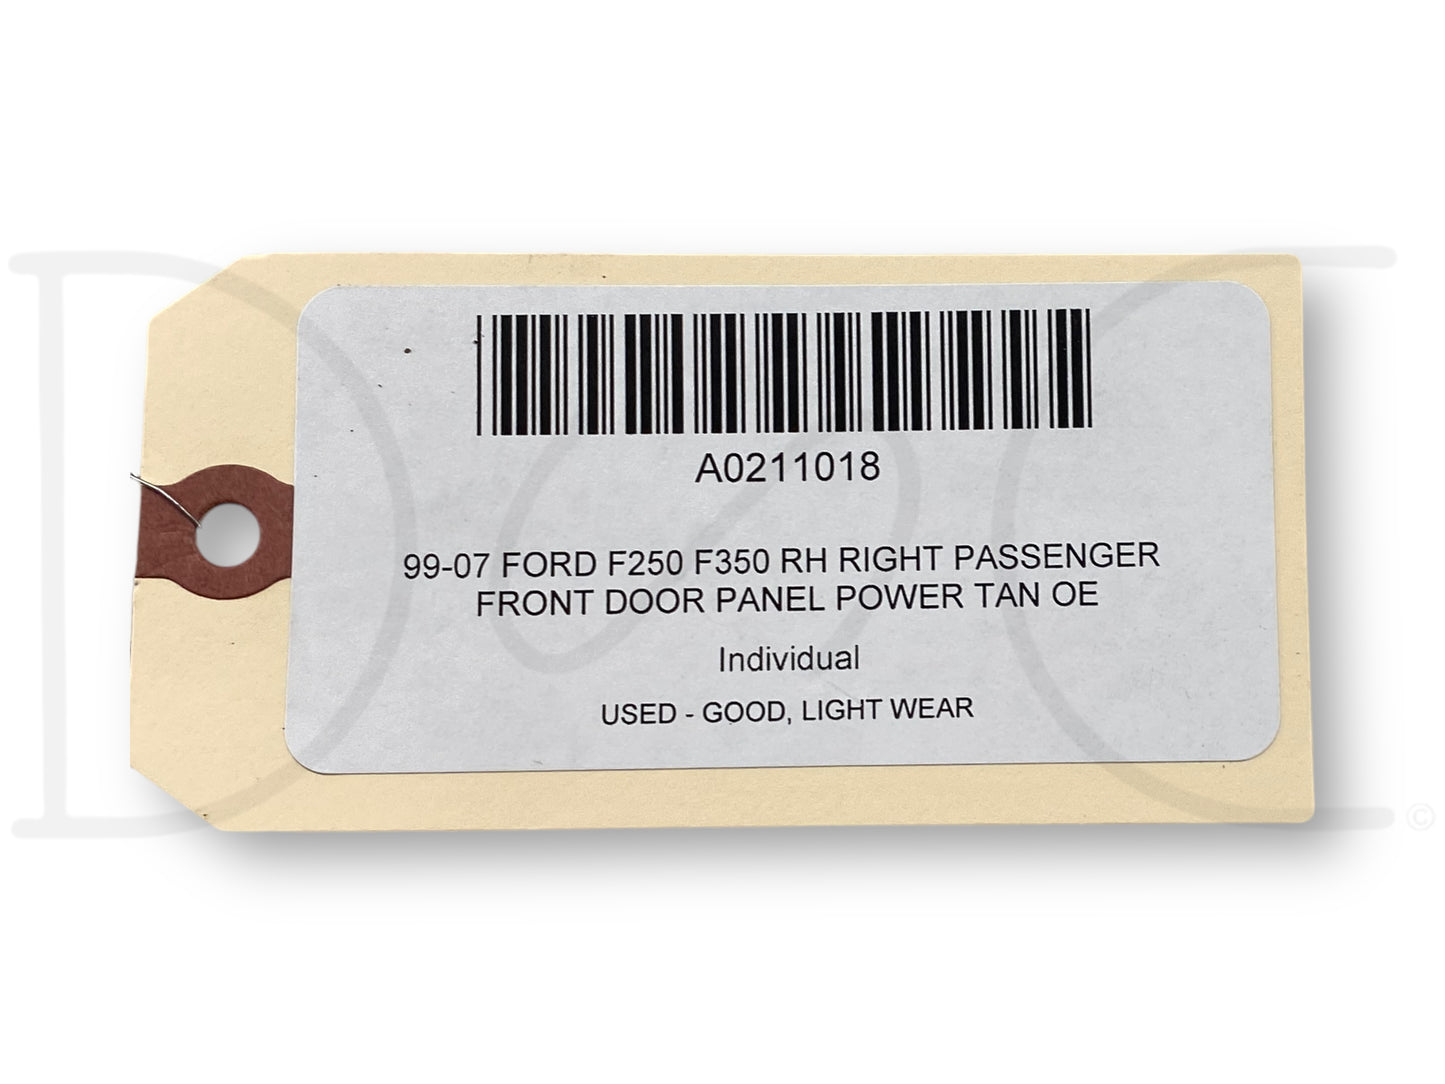 A0211018
99-07 FORD F250 F350 RH RIGHT PASSENGER
FRONT DOOR PANEL POWER TAN OE
Individual
USED - GOOD, LIGHT WEAR
©